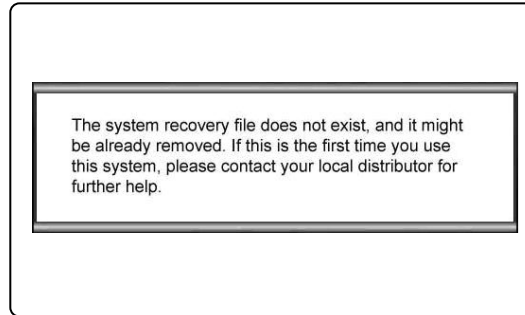 The system recovery file does not exist, and it might
be already removed. If this is the first time you use
this system, please contact your local distributor for
further help.